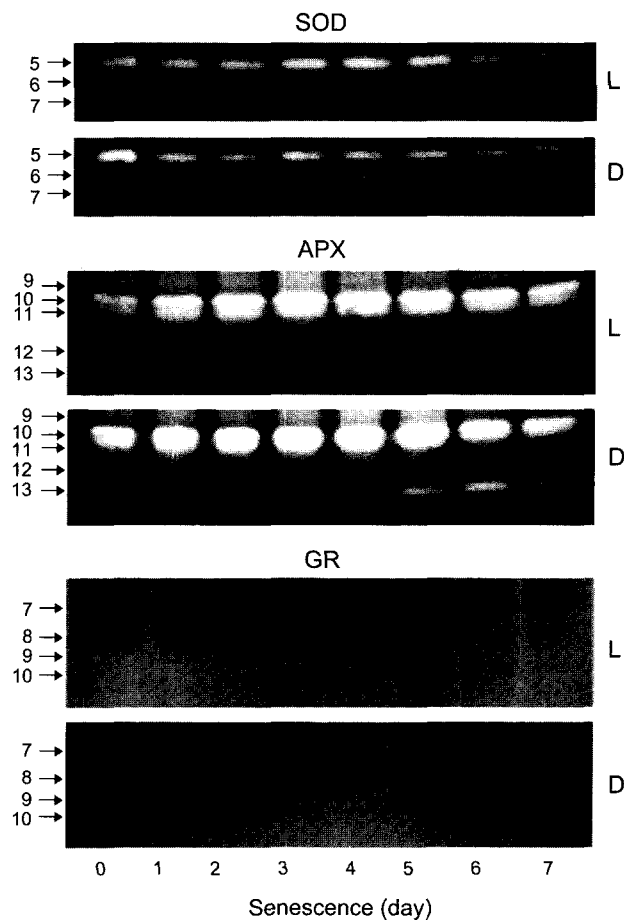 SOD
5 →
6 →
7 →
L
5 →
6 →
7 →
D
APX
9 →
10 →
11 →
12 →
13 →
L
9 →
10 →
11 →
12 →
13 →
D
GR
7 →
8 →
9 →
10 →
L
7 →
8 →
9 →
10 →
D
0 1 2 3 4 5 6 7
Senescence (day)